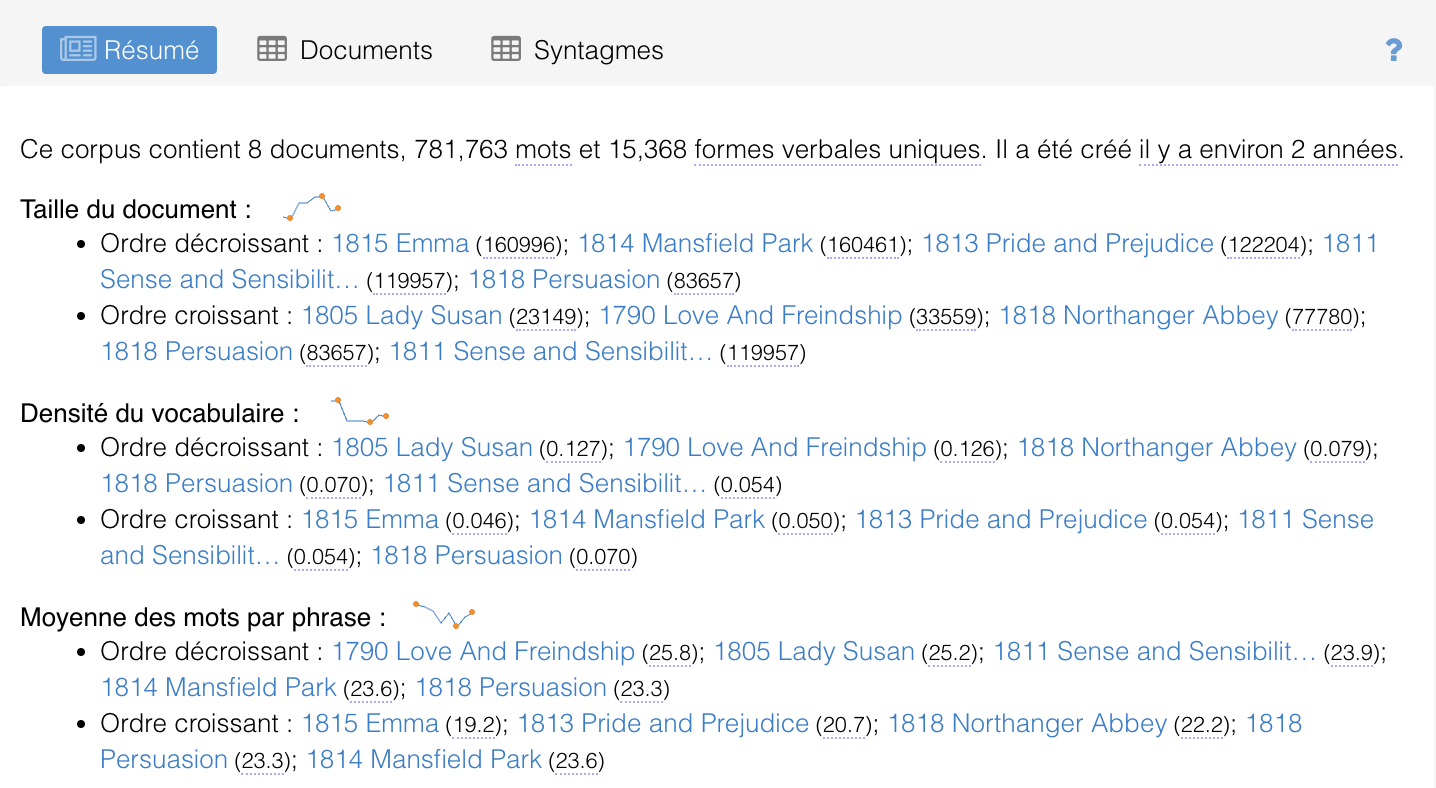 Résumé Documents Syntagmes ?
Ce corpus contient 8 documents, 781,763 mots et 15,368 formes verbales uniques. Il a été créé il y a environ 2 années.
Taille du document :
• Ordre décroissant : 1815 Emma (160996); 1814 Mansfield Park (160461); 1813 Pride and Prejudice (122204); 1811
Sense and Sensibilit… (119957); 1818 Persuasion (83657)
• Ordre croissant : 1805 Lady Susan (23149); 1790 Love And Freindship (33559); 1818 Northanger Abbey (77780);
1818 Persuasion (83657); 1811 Sense and Sensibilit… (119957)
Densité du vocabulaire :
• Ordre décroissant : 1805 Lady Susan (0.127); 1790 Love And Freindship (0.126); 1818 Northanger Abbey (0.079);
1818 Persuasion (0.070); 1811 Sense and Sensibilit… (0.054)
• Ordre croissant : 1815 Emma (0.046); 1814 Mansfield Park (0.050); 1813 Pride and Prejudice (0.054); 1811 Sense
and Sensibilit… (0.054); 1818 Persuasion (0.070)
Moyenne des mots par phrase :
• Ordre décroissant : 1790 Love And Freindship (25.8); 1805 Lady Susan (25.2); 1811 Sense and Sensibilit… (23.9);
1814 Mansfield Park (23.6); 1818 Persuasion (23.3)
• Ordre croissant : 1815 Emma (19.2); 1813 Pride and Prejudice (20.7); 1818 Northanger Abbey (22.2); 1818
Persuasion (23.3); 1814 Mansfield Park (23.6)